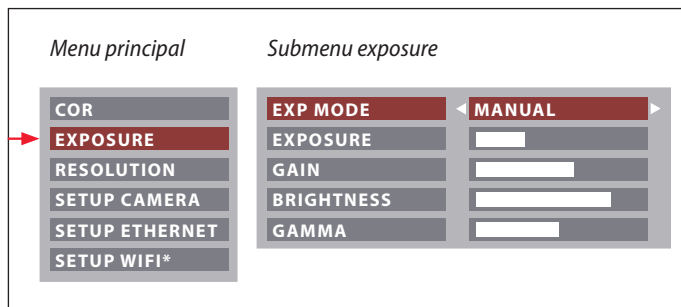 Menu principal
COR
EXPOSURE
RESOLUTION
SETUP CAMERA
SETUP ETHERNET
SETUP WIFI*
Submenu exposure
EXP MODE MANUAL
EXPOSURE
GAIN
BRIGHTNESS
GAMMA